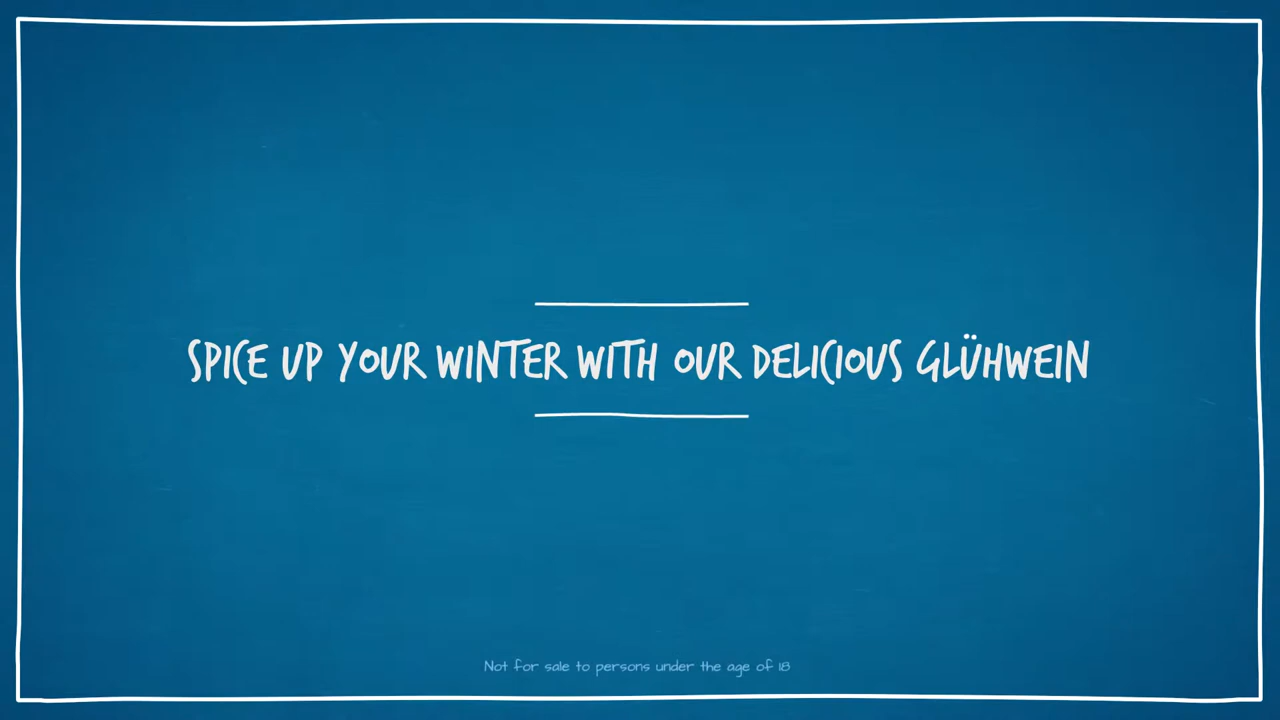 SPICE UP YOUR WINTER WITH OUR DELICIOUS GLÜHWEIN
Not for sale to persons under the age of 18